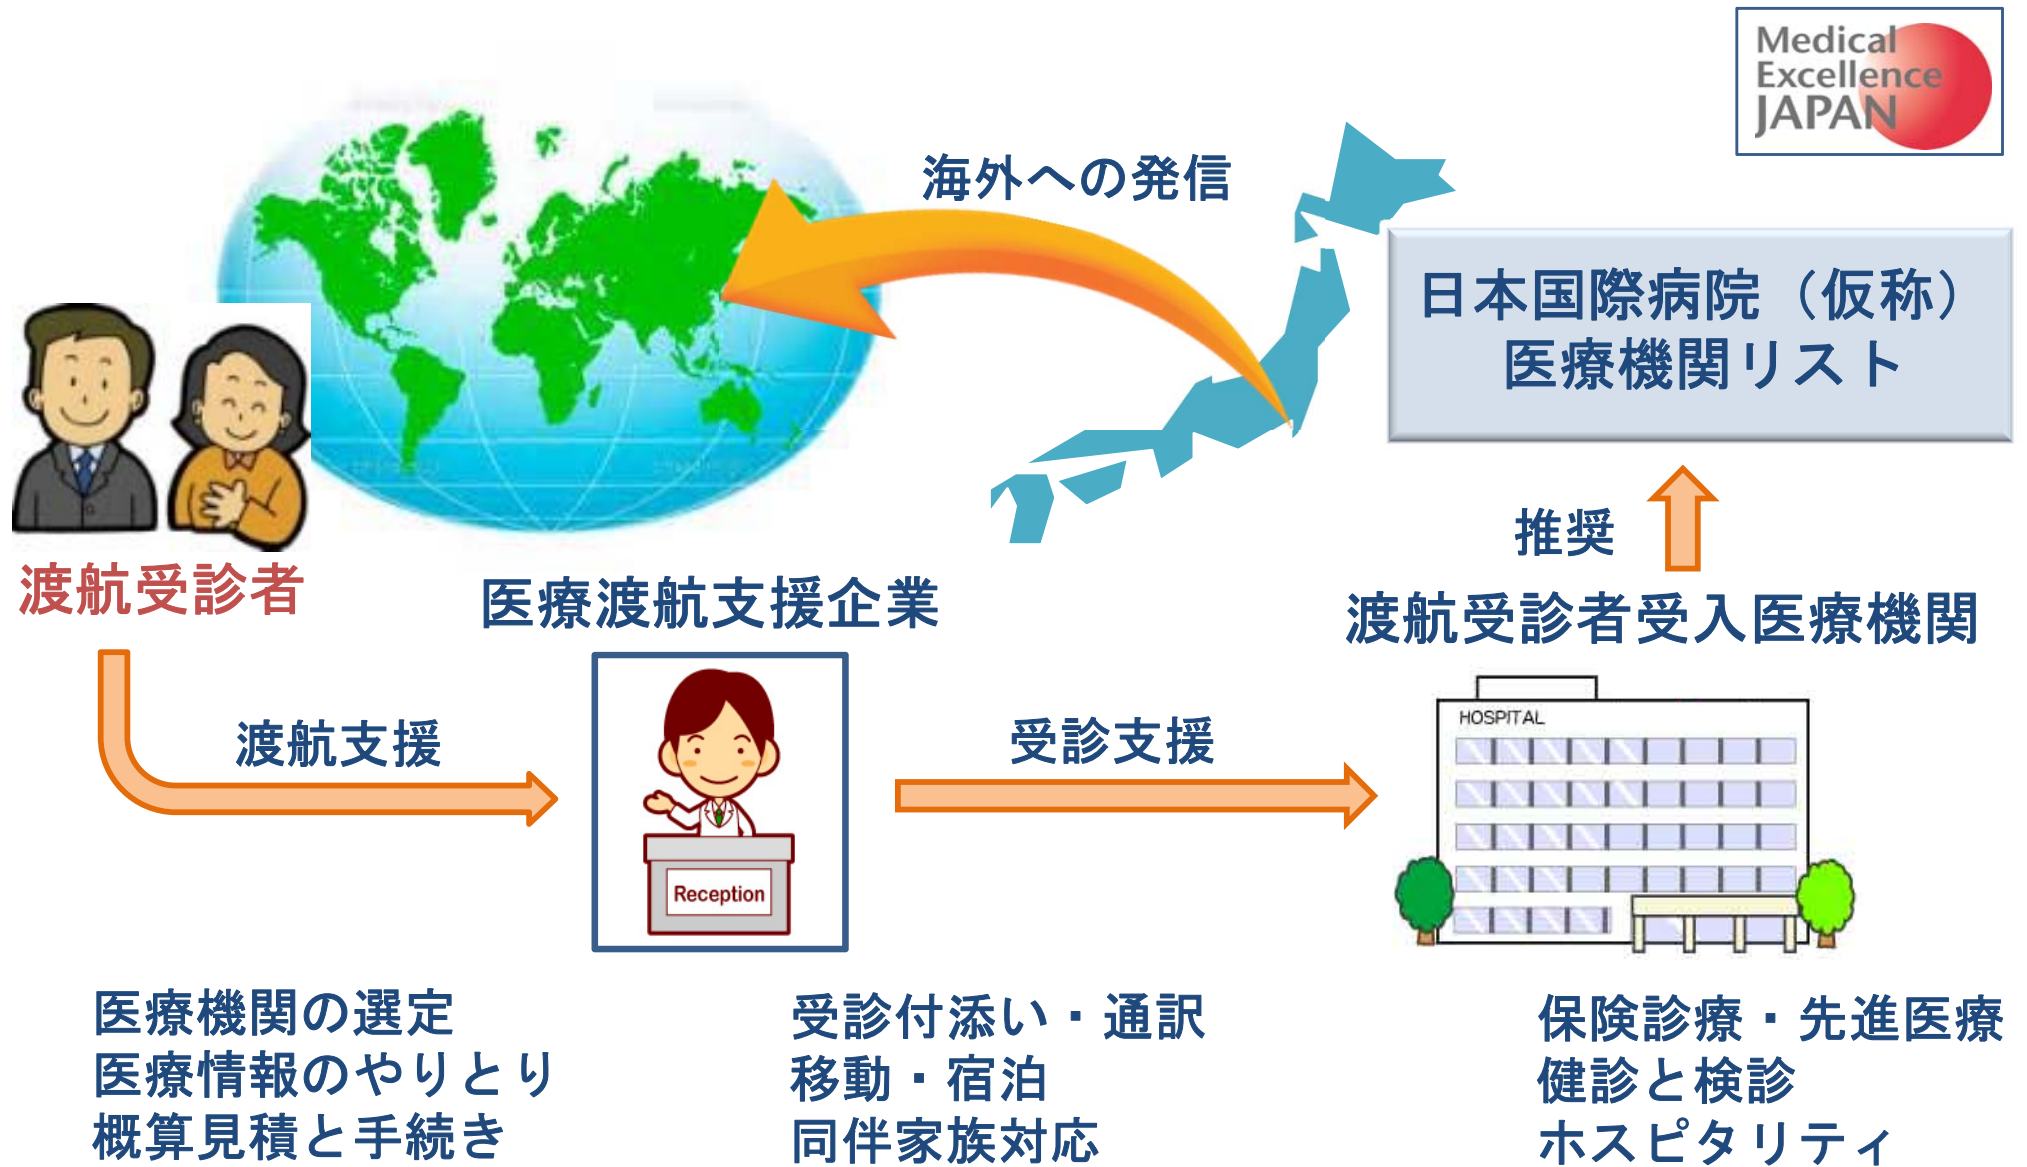 Medical
Excellence
JAPAN
海外への発信
日本国際病院（仮称）
医療機関リスト
推奨
渡航受診者
医療渡航支援企業
渡航受診者受入医療機関
渡航支援
受診支援
HOSPITAL
Reception
医療機関の選定
医療情報のやりとり
概算見積と手続き
受診付添い・通訳
移動・宿泊
同伴家族対応
保険診療・先進医療
健診と検診
ホスピタリティ